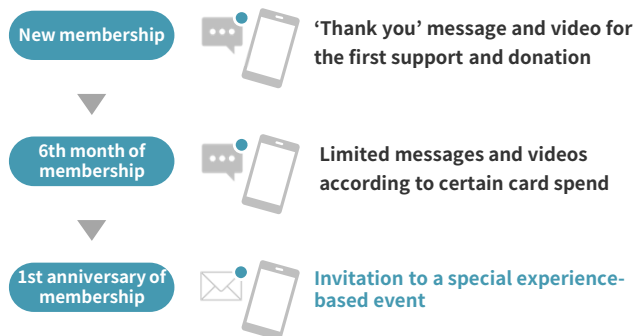 New membership
‘Thank you’ message and video for
the first support and donation
6th month of
membership
Limited messages and videos
according to certain card spend
1st anniversary of
membership
Invitation to a special experience-
based event